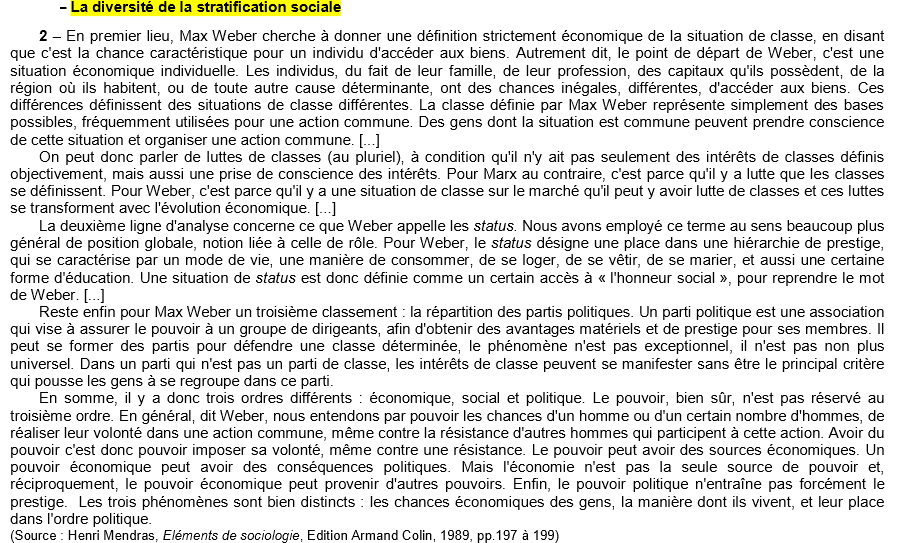 – La diversité de la stratification sociale
2 – En premier lieu, Max Weber cherche à donner une définition strictement économique de la situation de classe, en disant
que c'est la chance caractéristique pour un individu d'accéder aux biens. Autrement dit, le point de départ de Weber, c'est une
situation économique individuelle. Les individus, du fait de leur famille, de leur profession, des capitaux qu'ils possèdent, de la
région où ils habitent, ou de toute autre cause déterminante, ont des chances inégales, différentes, d'accéder aux biens. Ces
différences définissent des situations de classe différentes. La classe définie par Max Weber représente simplement des bases
possibles, fréquemment utilisées pour une action commune. Des gens dont la situation est commune peuvent prendre conscience
de cette situation et organiser une action commune. [...]
On peut donc parler de luttes de classes (au pluriel), à condition qu'il n'y ait pas seulement des intérêts de classes définis
objectivement, mais aussi une prise de conscience des intérêts. Pour Marx au contraire, c'est parce qu'il y a lutte que les classes
se définissent. Pour Weber, c'est parce qu'il y a une situation de classe sur le marché qu'il peut y avoir lutte de classes et ces luttes
se transforment avec l'évolution économique. [...]
La deuxième ligne d'analyse concerne ce que Weber appelle les status. Nous avons employé ce terme au sens beaucoup plus
général de position globale, notion liée à celle de rôle. Pour Weber, le status désigne une place dans une hiérarchie de prestige,
qui se caractérise par un mode de vie, une manière de consommer, de se loger, de se vêtir, de se marier, et aussi une certaine
forme d'éducation. Une situation de status est donc définie comme un certain accès à « l'honneur social », pour reprendre le mot
de Weber. [...]
Reste enfin pour Max Weber un troisième classement : la répartition des partis politiques. Un parti politique est une association
qui vise à assurer le pouvoir à un groupe de dirigeants, afin d'obtenir des avantages matériels et de prestige pour ses membres. Il
peut se former des partis pour défendre une classe déterminée, le phénomène n'est pas exceptionnel, il n'est pas non plus
universel. Dans un parti qui n'est pas un parti de classe, les intérêts de classe peuvent se manifester sans être le principal critère
qui pousse les gens à se regroupe dans ce parti.
En somme, il y a donc trois ordres différents : économique, social et politique. Le pouvoir, bien sûr, n'est pas réservé au
troisième ordre. En général, dit Weber, nous entendons par pouvoir les chances d'un homme ou d'un certain nombre d'hommes, de
réaliser leur volonté dans une action commune, même contre la résistance d'autres hommes qui participent à cette action. Avoir du
pouvoir c'est donc pouvoir imposer sa volonté, même contre une résistance. Le pouvoir peut avoir des sources économiques. Un
pouvoir économique peut avoir des conséquences politiques. Mais l'économie n'est pas la seule source de pouvoir et,
réciproquement, le pouvoir économique peut provenir d'autres pouvoirs. Enfin, le pouvoir politique n'entraîne pas forcément le
prestige. Les trois phénomènes sont bien distincts : les chances économiques des gens, la manière dont ils vivent, et leur place
dans l'ordre politique.
(Source : Henri Mendras, Eléments de sociologie, Edition Armand Colin, 1989, pp.197 à 199)